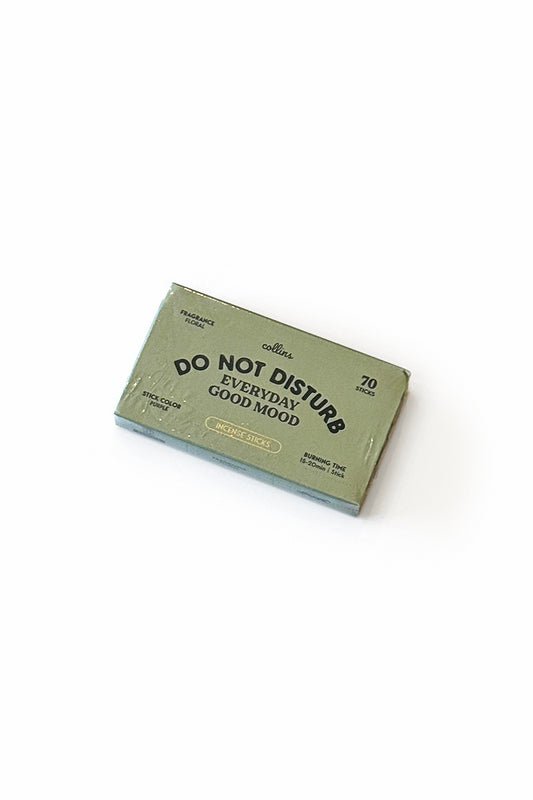 FRAGRANCE
FLORAL
collins
70
STICKS
DO NOT DISTURB
EVERYDAY
GOOD MOOD
STICK COLOR
PURPLE
INCENSE STICKS
BURNING TIME
15-20min | Stick